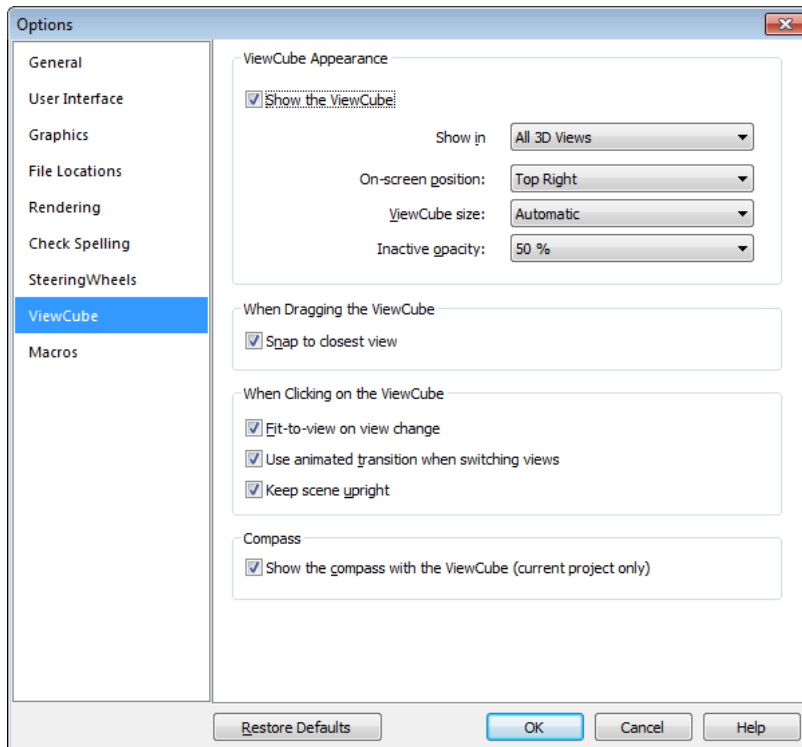 Options
General
User Interface
Graphics
File Locations
Rendering
Check Spelling
SteeringWheels
ViewCube
Macros
ViewCube Appearance
Show the ViewCube
Show in All 3D Views
On-screen position: Top Right
ViewCube size: Automatic
Inactive opacity: 50 %
When Dragging the ViewCube
Snap to closest view
When Clicking on the ViewCube
Fit-to-view on view change
Use animated transition when switching views
Keep scene upright
Compass
Show the compass with the ViewCube (current project only)
Restore Defaults OK Cancel Help